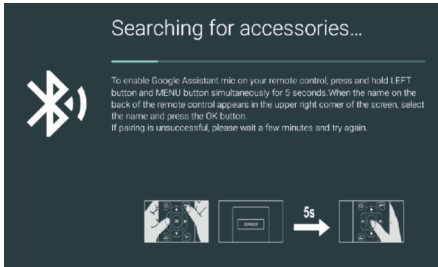 Searching for accessories...
To enable Google Assistant mic on your remote control, press and hold LEFT
button and MENU button simultaneously for 5 seconds.When the name on the
back of the remote control appears in the upper right corner of the screen, select
the name and press the OK button.
If pairing is unsuccessful, please wait a few minutes and try again.
5s